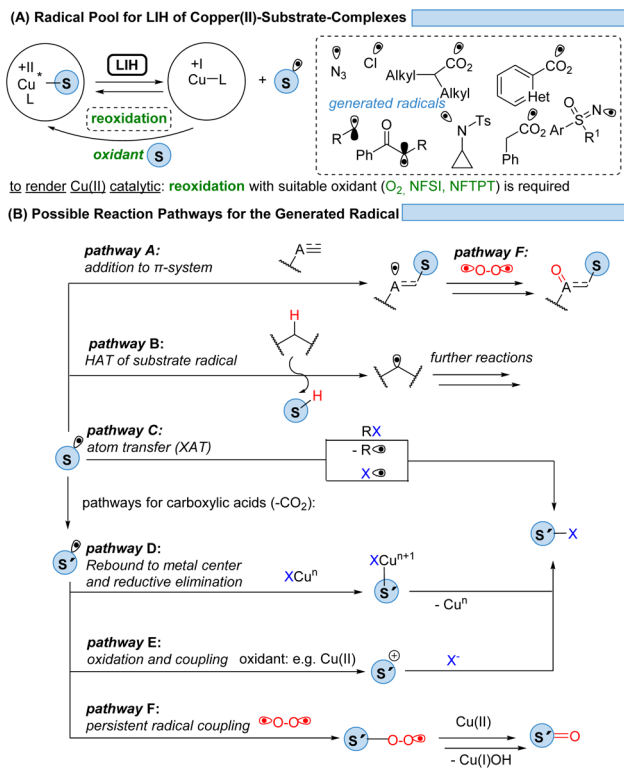 (A) Radical Pool for LIH of Copper(II)-Substrate-Complexes
+II
Cu * S
L
LIH
+I
Cu–L
+ S
reoxidation
oxidant S
N3
Cl
Alkyl CO2
Alkyl
CO2
Het
generated radicals
R
O
Ph R
N Ts
CO2
Ph
O
Ar S N
R1
to render Cu(II) catalytic: reoxidation with suitable oxidant (O2, NFSI, NFTPT) is required
(B) Possible Reaction Pathways for the Generated Radical
pathway A:
addition to π-system
A
A S
pathway F:
O-O
O
A S
pathway B:
HAT of substrate radical
H
S H
further reactions
S
pathway C:
atom transfer (XAT)
RX
- R
X
pathways for carboxylic acids (-CO2):
S′–X
S′
pathway D:
Rebound to metal center
and reductive elimination
XCun
XCun+1
S′
- Cun
pathway E:
oxidation and coupling
oxidant: e.g. Cu(II)
S′ +
X-
pathway F:
persistent radical coupling
O-O
S′ O-O
Cu(II)
- Cu(I)OH
S′=O